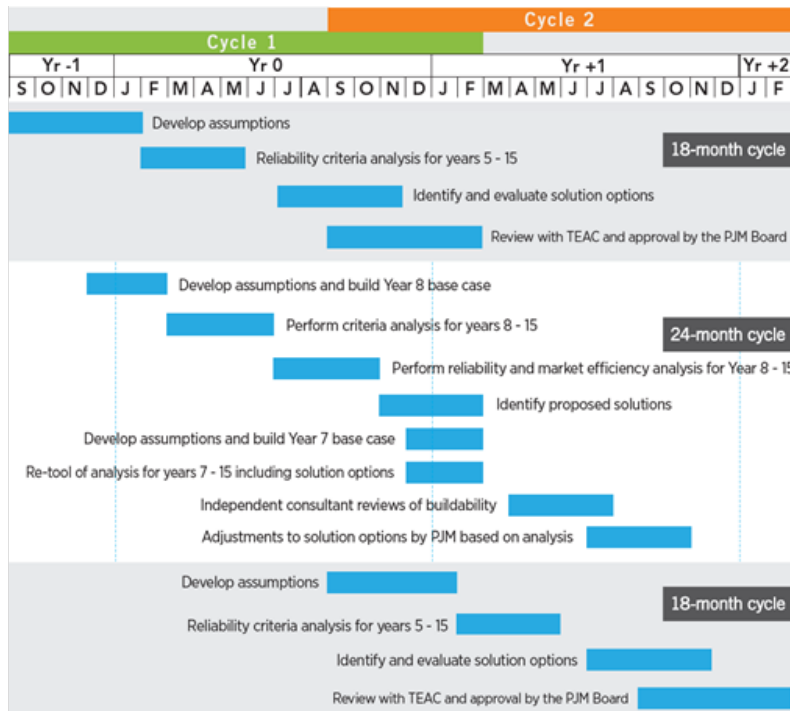 Cycle 2
Cycle 1
Yr -1 Yr 0 Yr +1 Yr +2
S O N D J F M A M J J A S O N D J F M A M J J A S O N D J F
Develop assumptions
18-month cycle
Reliability criteria analysis for years 5 - 15
Identify and evaluate solution options
Review with TEAC and approval by the PJM Board
Develop assumptions and build Year 8 base case
Perform criteria analysis for years 8 - 15
24-month cycle
Perform reliability and market efficiency analysis for Year 8 - 15
Identify proposed solutions
Develop assumptions and build Year 7 base case
Re-tool of analysis for years 7 - 15 including solution options
Independent consultant reviews of buildability
Adjustments to solution options by PJM based on analysis
Develop assumptions
18-month cycle
Reliability criteria analysis for years 5 - 15
Identify and evaluate solution options
Review with TEAC and approval by the PJM Board